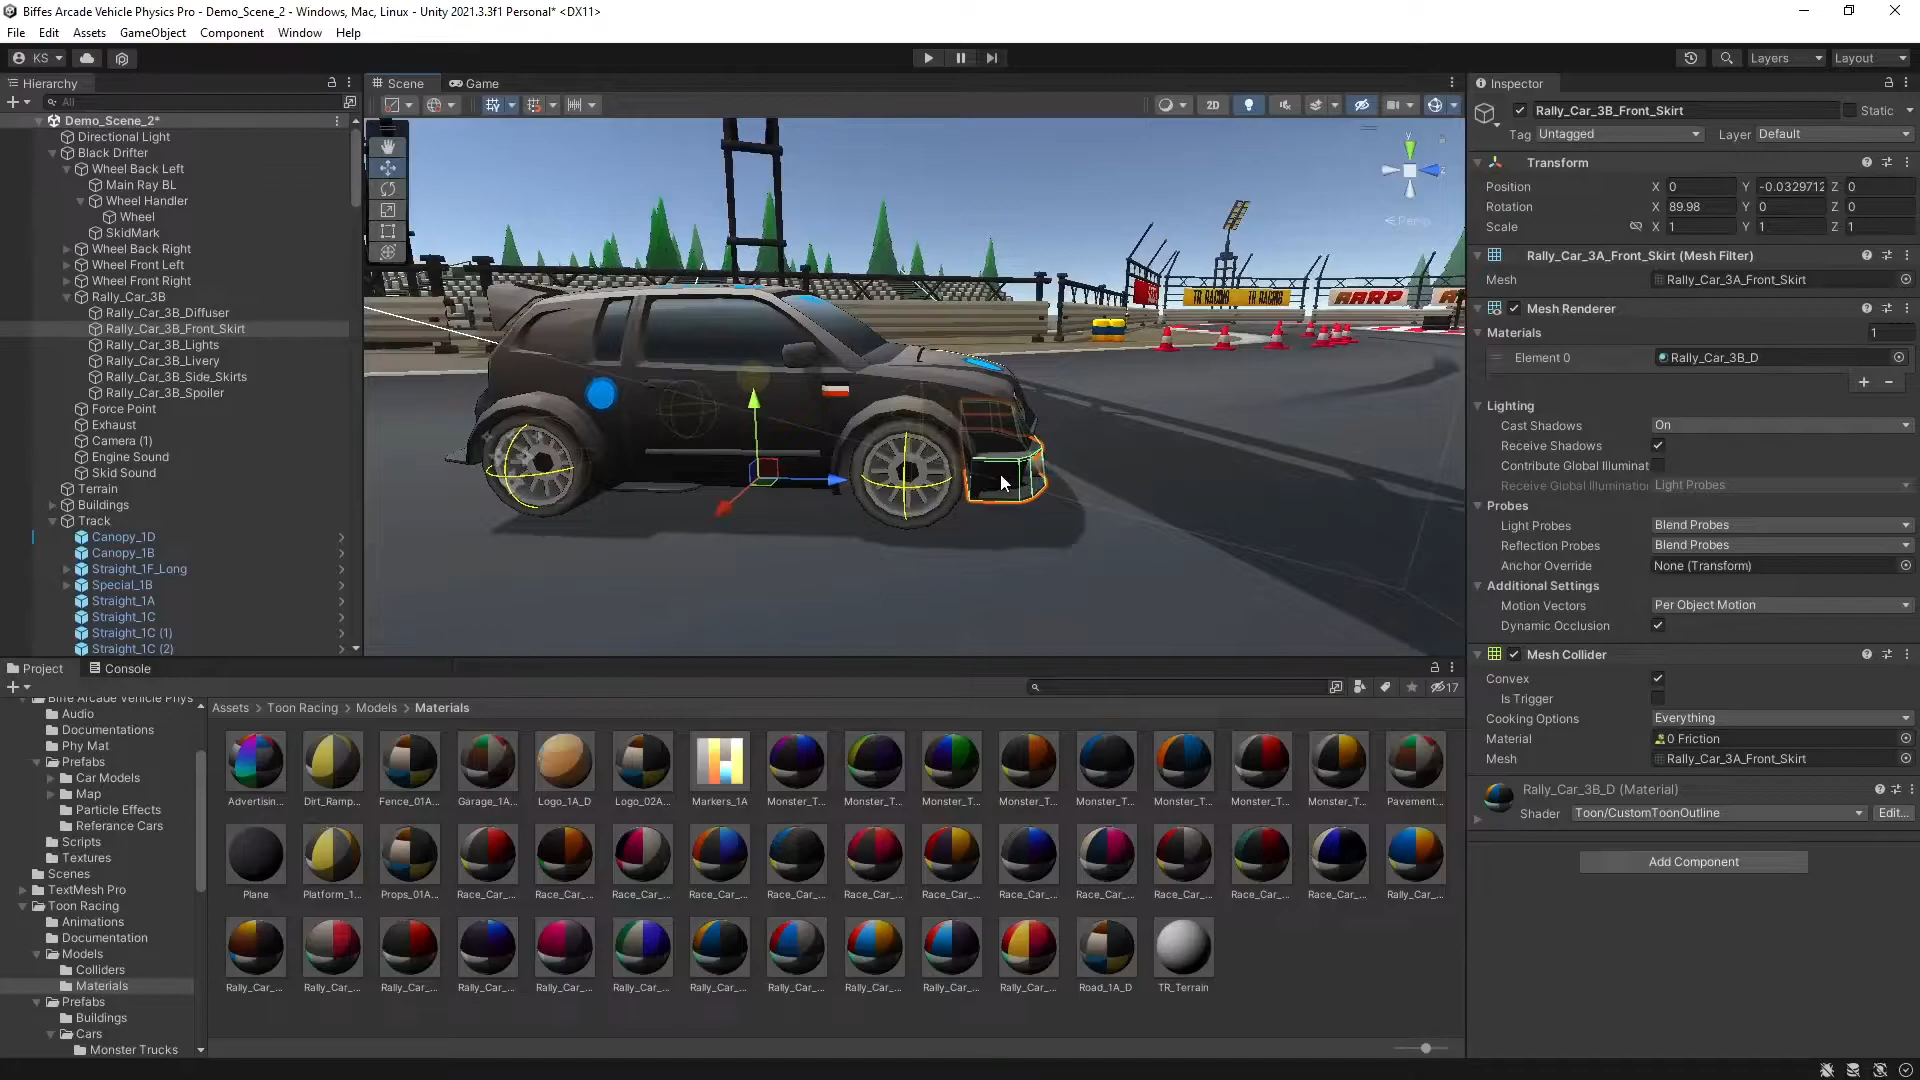 Biffes Arcade Vehicle Physics Pro - Demo_Scene_2 - Windows, Mac, Linux - Unity 2021.3.3f1 Personal* <DX11>
File Edit Assets GameObject Component Window Help
KS
Layers
Layout
Hierarchy
All
Demo_Scene_2*
Directional Light
Black Drifter
Wheel Back Left
Main Ray BL
Wheel Handler
Wheel
SkidMark
Wheel Back Right
Wheel Front Left
Wheel Front Right
Rally_Car_3B
Rally_Car_3B_Diffuser
Rally_Car_3B_Front_Skirt
Rally_Car_3B_Lights
Rally_Car_3B_Livery
Rally_Car_3B_Side_Skirts
Rally_Car_3B_Spoiler
Force Point
Exhaust
Camera (1)
Engine Sound
Skid Sound
Terrain
Buildings
Track
Canopy_1D
Canopy_1B
Straight_1F_Long
Special_1B
Straight_1A
Straight_1C
Straight_1C (1)
Straight_1C (2)
Scene
Game
2D
y
z
Persp
TR RACING TR RACING
AARP
Inspector
Rally_Car_3B_Front_Skirt
Static
Tag Untagged
Layer Default
Transform
Position X 0 Y -0.0329712 Z 0
Rotation X 89.98 Y 0 Z 0
Scale X 1 Y 1 Z 1
Rally_Car_3A_Front_Skirt (Mesh Filter)
Mesh Rally_Car_3A_Front_Skirt
Mesh Renderer
Materials 1
Element 0 Rally_Car_3B_D
Lighting
Cast Shadows On
Receive Shadows
Contribute Global Illuminat
Receive Global Illumination Light Probes
Probes
Light Probes Blend Probes
Reflection Probes Blend Probes
Anchor Override None (Transform)
Additional Settings
Motion Vectors Per Object Motion
Dynamic Occlusion
Mesh Collider
Convex
Is Trigger
Cooking Options Everything
Material 0 Friction
Mesh Rally_Car_3A_Front_Skirt
Rally_Car_3B_D (Material)
Shader Toon/CustomToonOutline Edit...
Add Component
Project
Console
17
Biffe Arcade Vehicle Phys
Audio
Documentations
Phy Mat
Prefabs
Car Models
Map
Particle Effects
Referance Cars
Scripts
Textures
Scenes
TextMesh Pro
Toon Racing
Animations
Documentation
Models
Colliders
Materials
Prefabs
Buildings
Cars
Monster Trucks
Assets > Toon Racing > Models > Materials
Advertisin... Dirt_Ramp... Fence_01A... Garage_1A... Logo_1A_D Logo_02A... Markers_1A Monster_T... Monster_T... Monster_T... Monster_T... Monster_T... Monster_T... Monster_T... Monster_T... Pavement...
Plane Platform_1... Props_01A... Race_Car_... Race_Car_... Race_Car_... Race_Car_... Race_Car_... Race_Car_... Race_Car_... Race_Car_... Race_Car_... Race_Car_... Race_Car_... Race_Car_... Rally_Car_...
Rally_Car_... Rally_Car_... Rally_Car_... Rally_Car_... Rally_Car_... Rally_Car_... Rally_Car_... Rally_Car_... Rally_Car_... Rally_Car_... Rally_Car_... Road_1A_D TR_Terrain